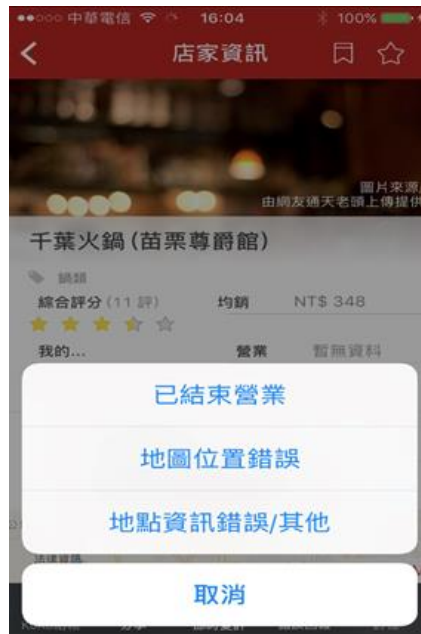 中華電信 16:04 100%
店家資訊
圖片來源
由網友通天老頭上傳提供
千葉火鍋(苗栗尊爵館)
鍋類
綜合評分(11 評) 均銷 NT$ 348
我的... 營業 暫無資料
已結束營業
地圖位置錯誤
地點資訊錯誤/其他
取消